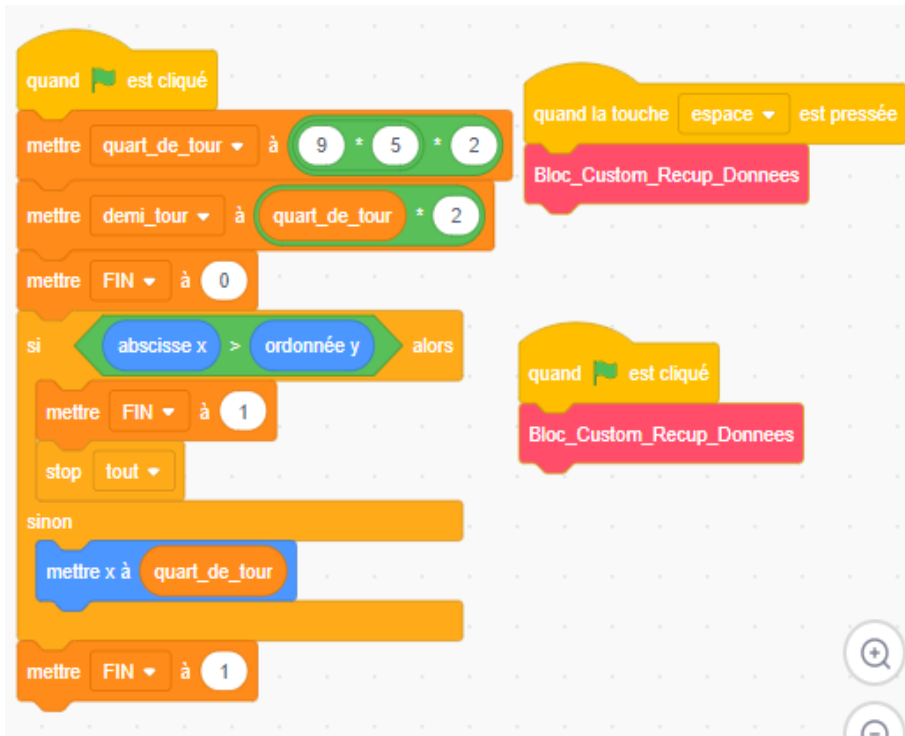 quand est cliqué
mettre quart_de_tour à 9 * 5 * 2
mettre demi_tour à quart_de_tour * 2
mettre FIN à 0
si abscisse x > ordonnée y alors
mettre FIN à 1
stop tout
sinon
mettre x à quart_de_tour
mettre FIN à 1
quand la touche espace est pressée
Bloc_Custom_Recup_Donnees
quand est cliqué
Bloc_Custom_Recup_Donnees